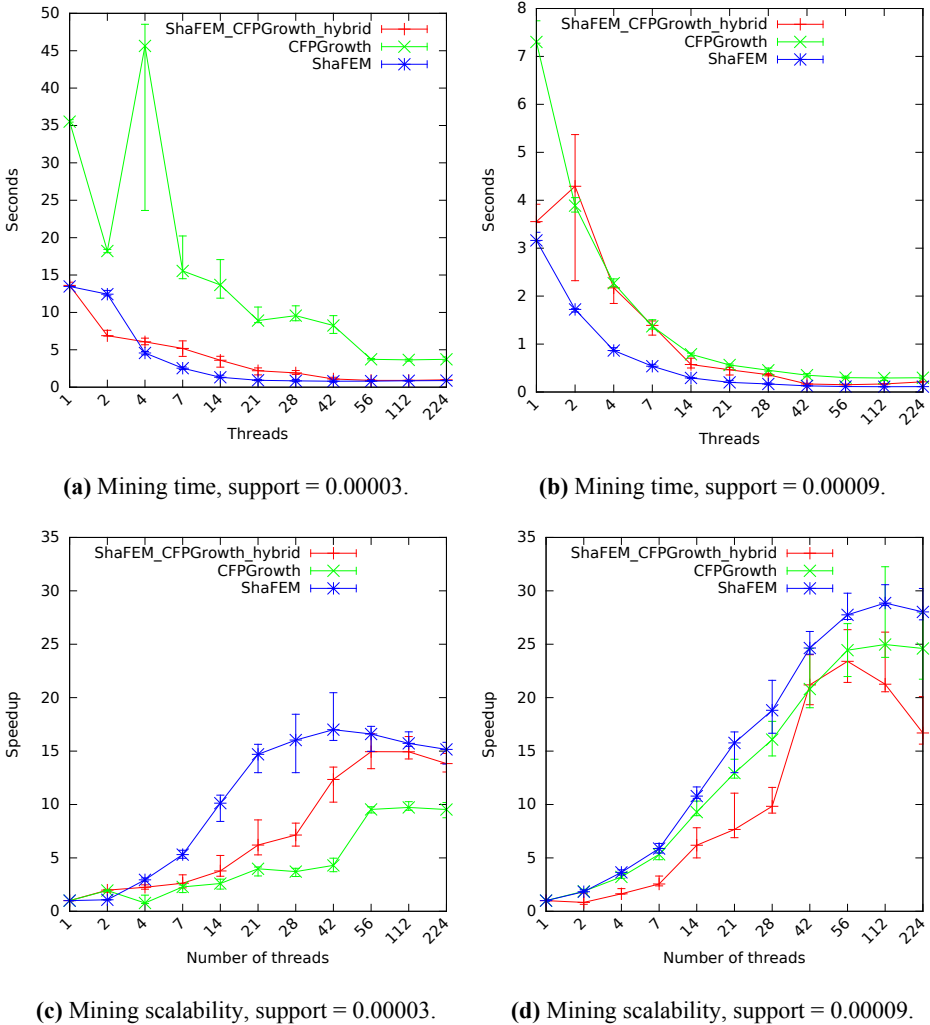 50
45
40
35
30
25
20
15
10
5
0
Seconds
ShaFEM_CFPGrowth_hybrid
CFPGrowth
ShaFEM
1 2 4 7 14 21 28 42 56 112 224
Threads
(a) Mining time, support = 0.00003.
8
7
6
5
4
3
2
1
0
Seconds
ShaFEM_CFPGrowth_hybrid
CFPGrowth
ShaFEM
1 2 4 7 14 21 28 42 56 112 224
Threads
(b) Mining time, support = 0.00009.
35
30
25
20
15
10
5
0
Speedup
ShaFEM_CFPGrowth_hybrid
CFPGrowth
ShaFEM
1 2 4 7 14 21 28 42 56 112 224
Number of threads
(c) Mining scalability, support = 0.00003.
35
30
25
20
15
10
5
0
Speedup
ShaFEM_CFPGrowth_hybrid
CFPGrowth
ShaFEM
1 2 4 7 14 21 28 42 56 112 224
Number of threads
(d) Mining scalability, support = 0.00009.